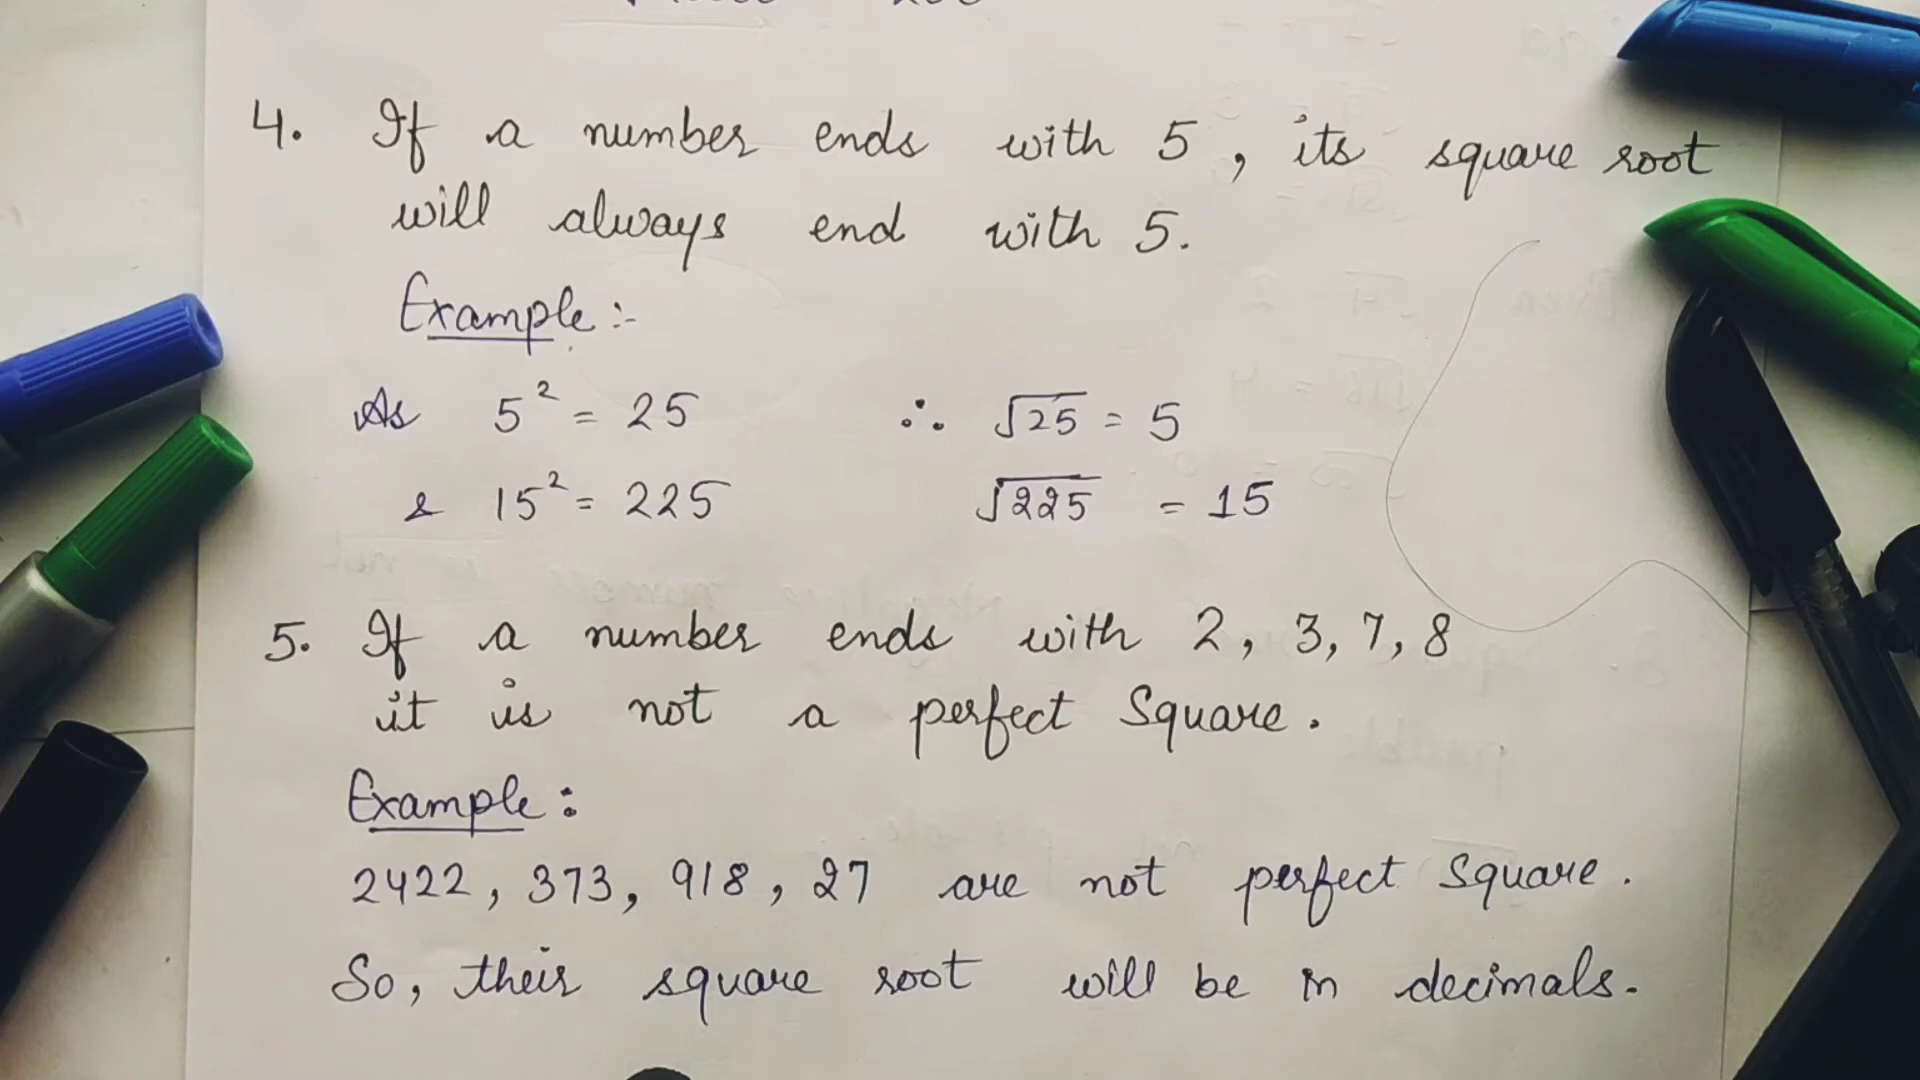 4. If a number ends with 5, its square root
will always end with 5.
Example :-
As 5² = 25 ∴ √25 = 5
& 15² = 225 √225 = 15
5. If a number ends with 2, 3, 7, 8
it is not a perfect Square.
Example :
2422, 373, 918, 27 are not perfect square.
So, their square root will be in decimals.